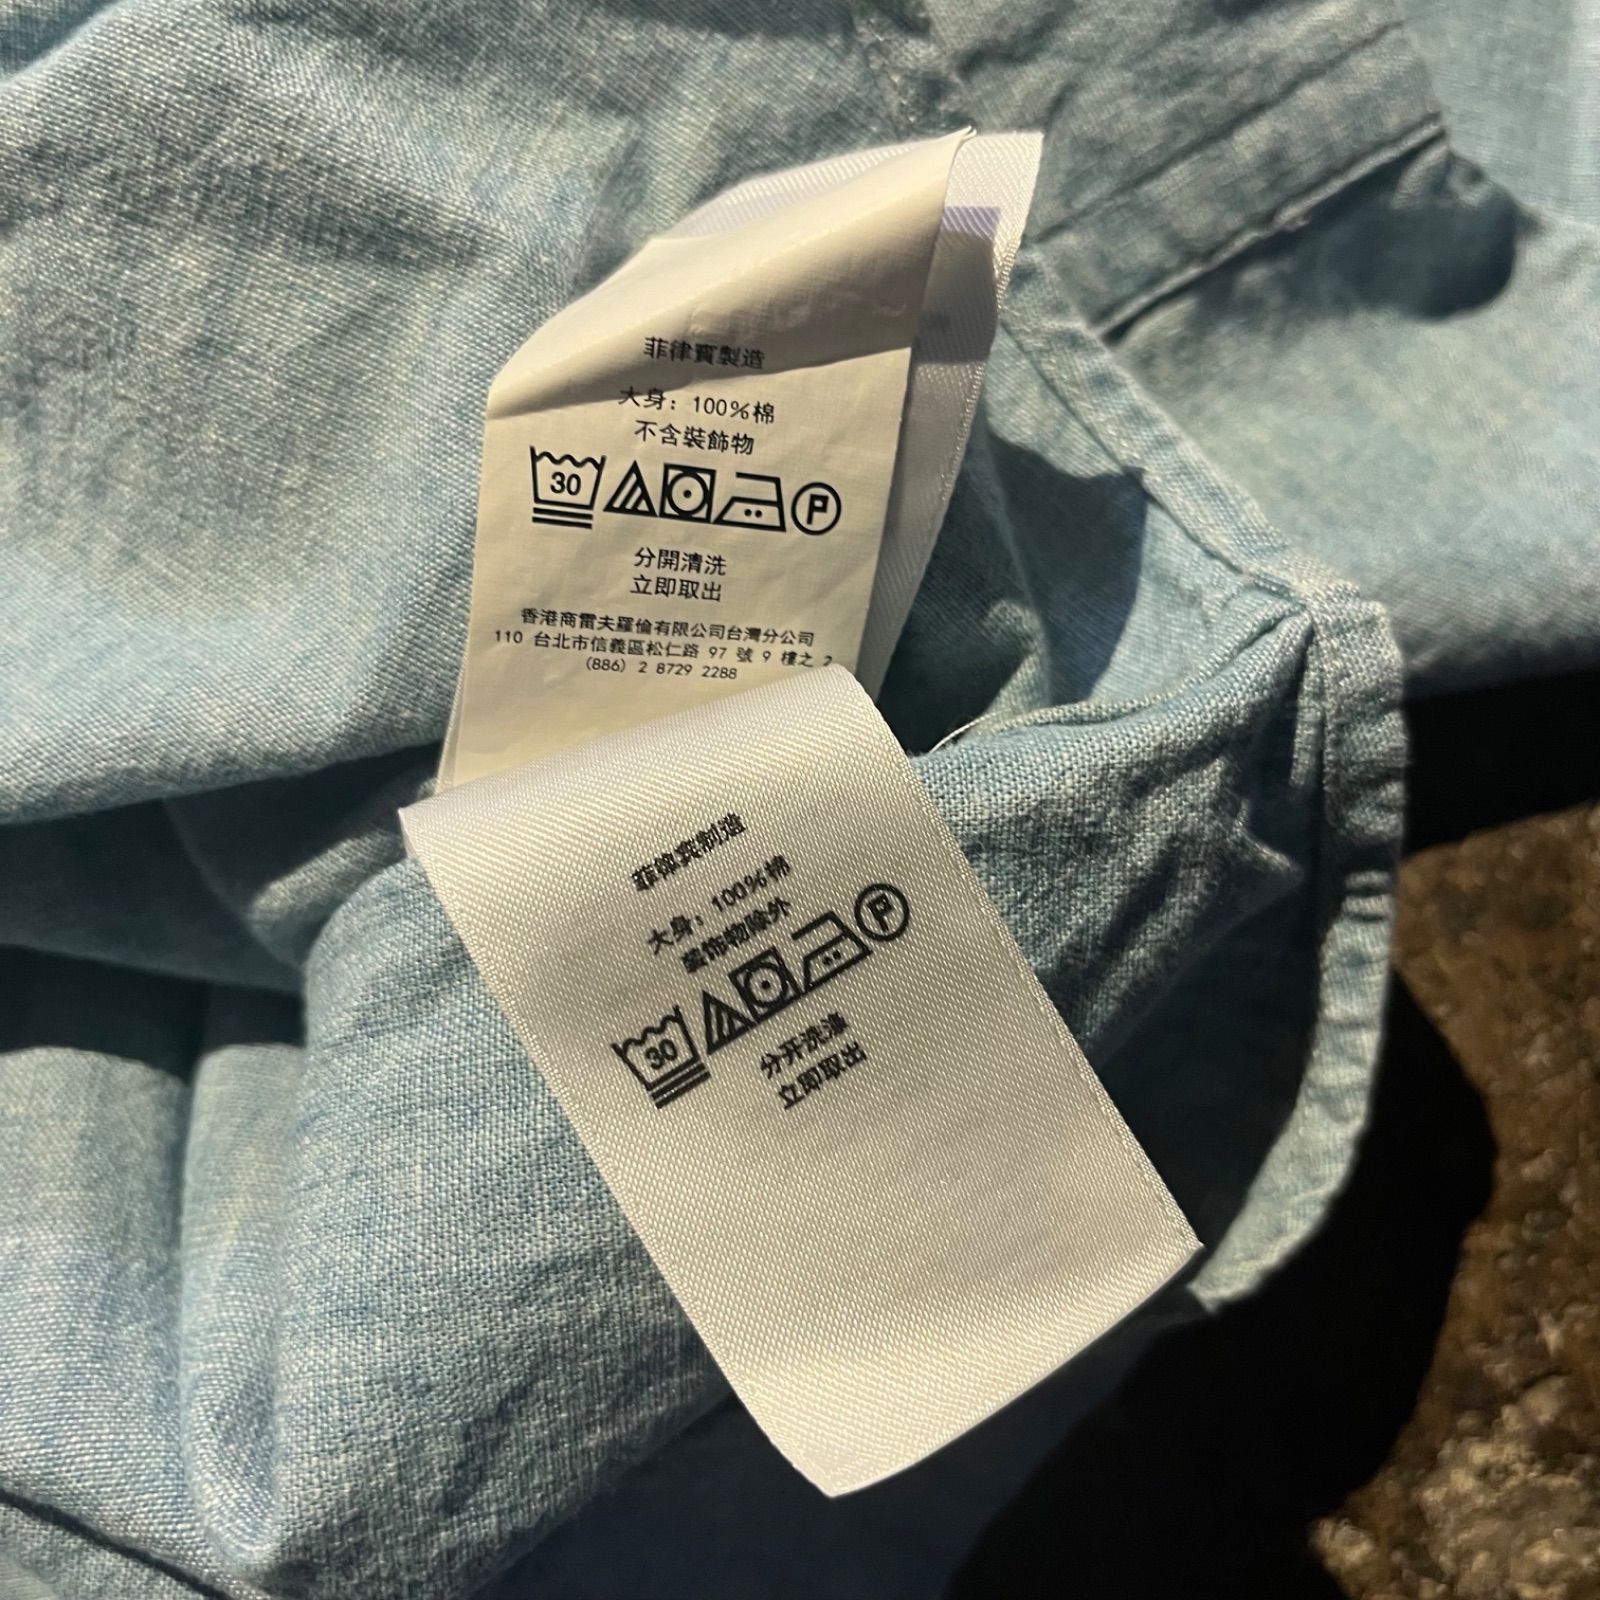 菲律賓製造
大身：100%棉
不含裝飾物
30
P
分開清洗
立即取出
香港商雷夫羅倫有限公司台灣分公司
110 台北市信義區松仁路 97 號 9 樓之 2
(886) 2 8729 2288
菲律宾制造
大身：100%棉
装饰物除外
30
P
分开洗涤
立即取出